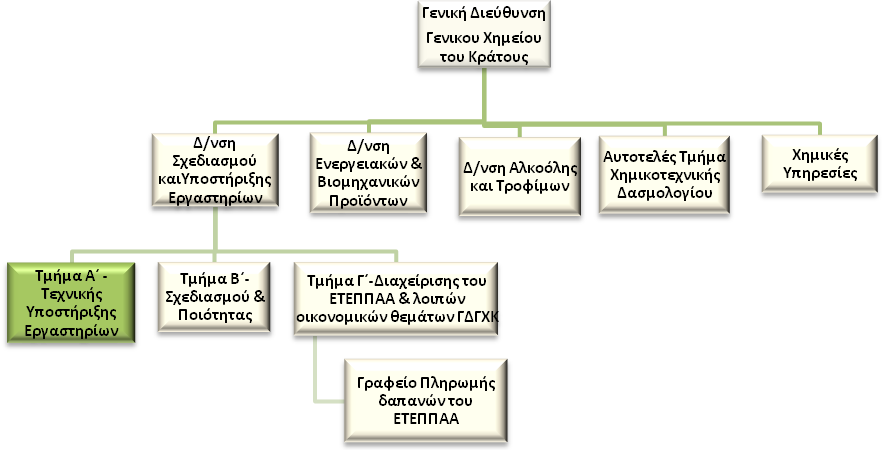 Γενική Διεύθυνση
Γενικου Χημείου
του Κράτους
Δ/νση
Σχεδιασμού
καιΥποστήριξης
Εργαστηρίων
Δ/νση
Ενεργειακών &
Βιομηχανικών
Προϊόντων
Δ/νση Αλκοόλης
και Τροφίμων
Αυτοτελές Τμήμα
Χημικοτεχνικής
Δασμολογίου
Χημικές
Υπηρεσίες
Τμήμα Α΄ -
Τεχνικής
Υποστήριξης
Εργαστηρίων
Τμήμα Β΄-
Σχεδιασμού &
Ποιότητας
Τμήμα Γ΄-Διαχείρισης του
ΕΤΕΠΠΑΑ & λοιπών
οικονομικών θεμάτων ΓΔΓΧΚ
Γραφείο Πληρωμής
δαπανών του
ΕΤΕΠΠΑΑ